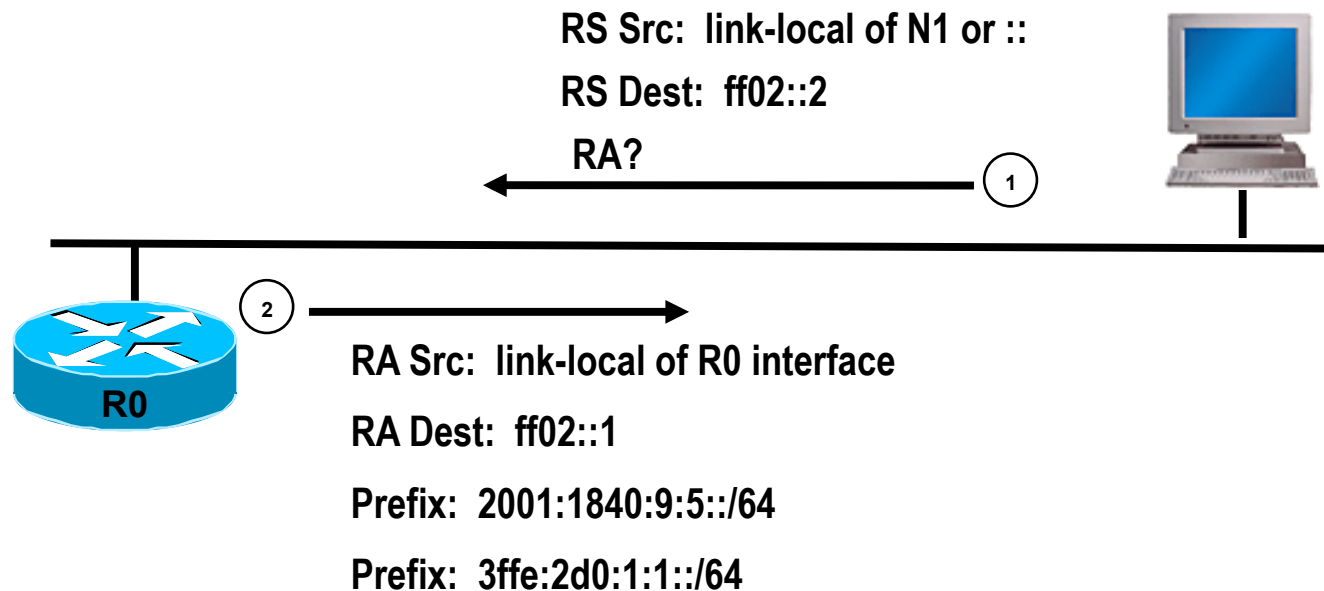 RS Src: link-local of N1 or ::
RS Dest: ff02::2
RA?
1
2
R0
RA Src: link-local of R0 interface
RA Dest: ff02::1
Prefix: 2001:1840:9:5::/64
Prefix: 3ffe:2d0:1:1::/64